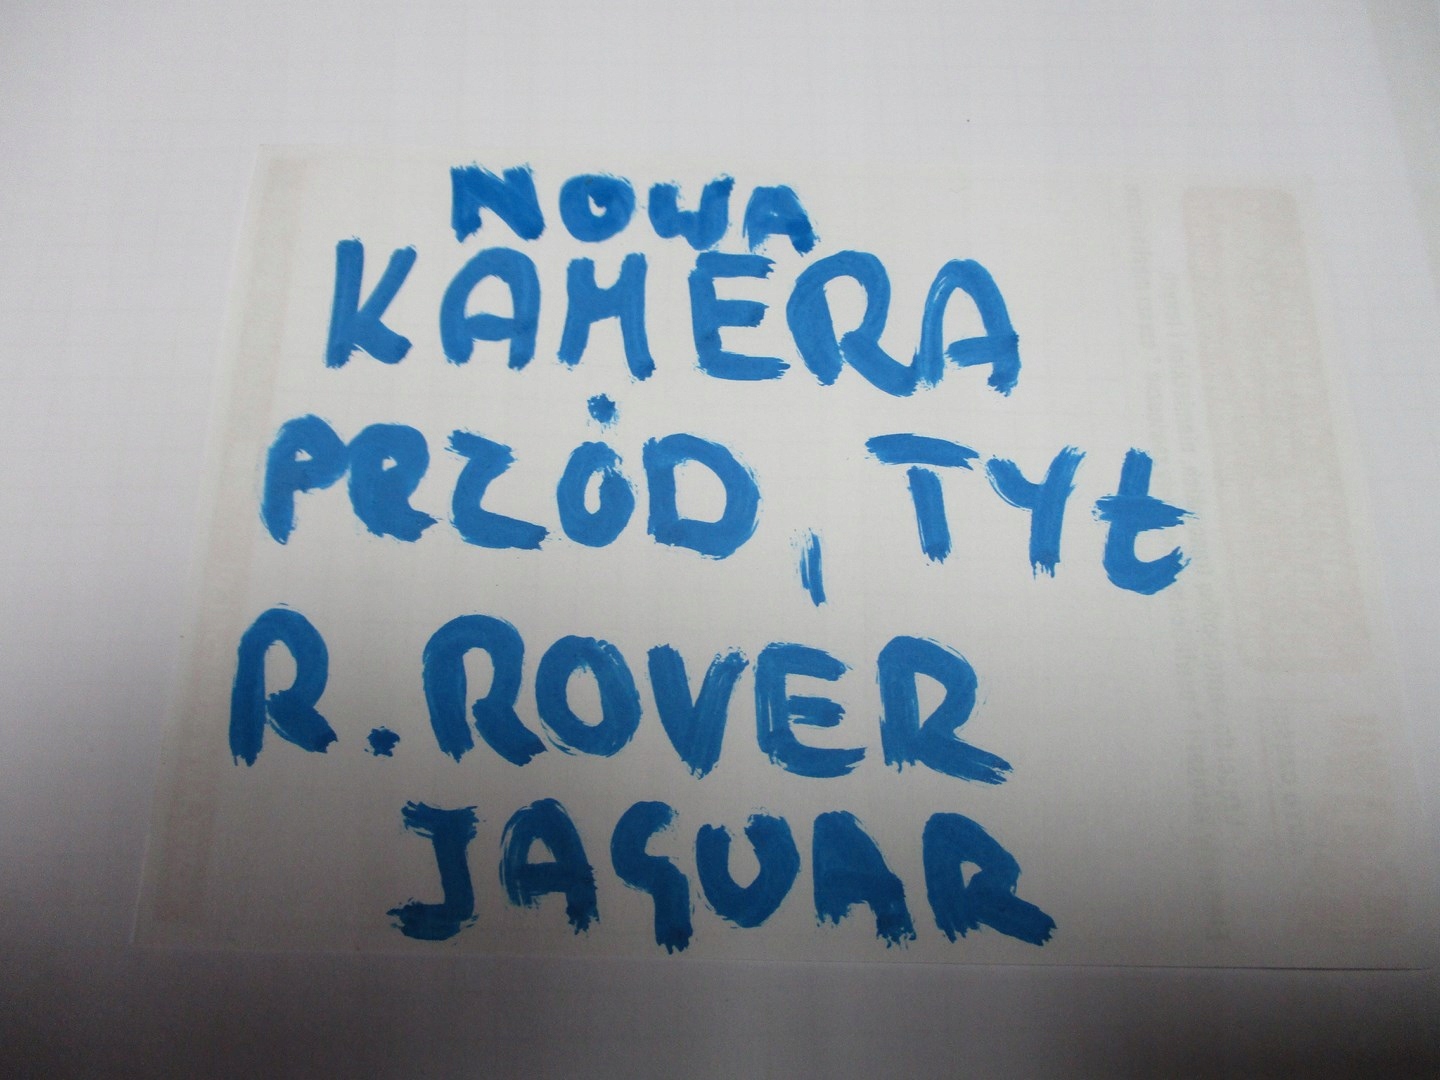 NOWA
KAMERA
PRZÓD, TYŁ
R. ROVER
JAGUAR